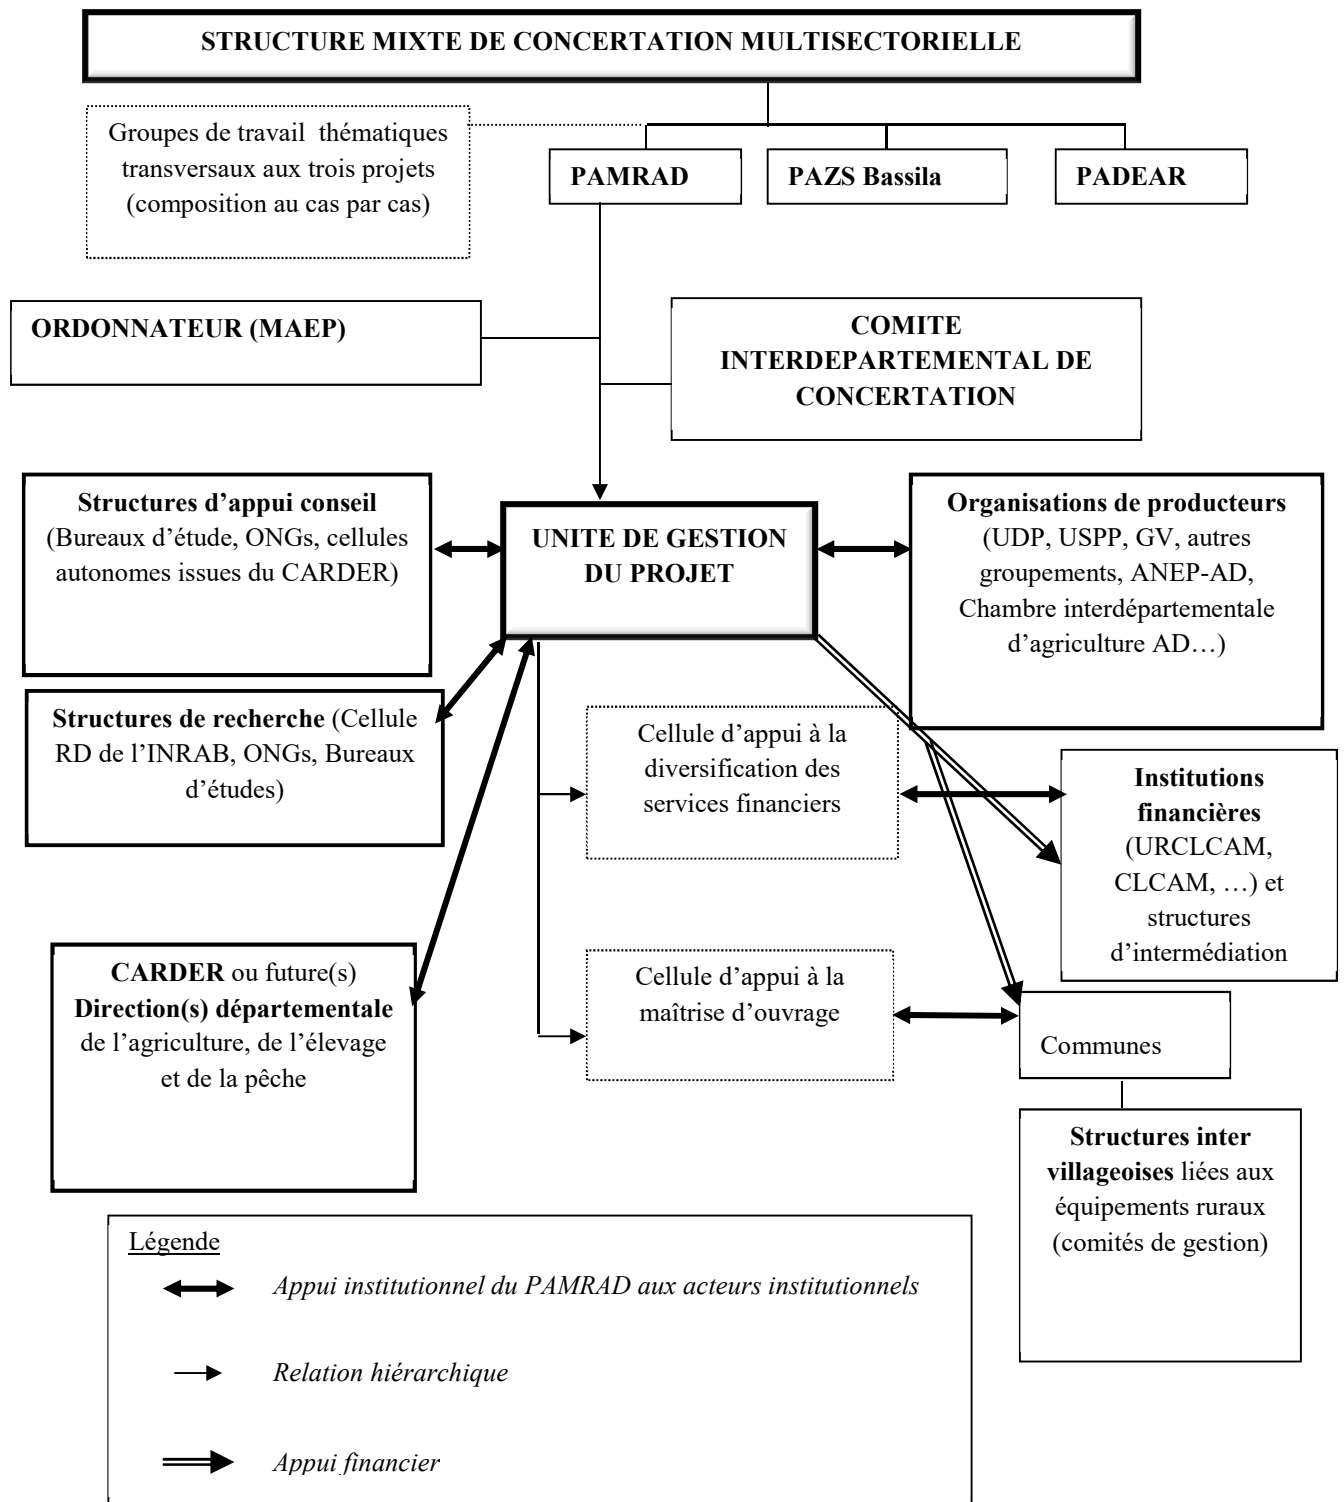 STRUCTURE MIXTE DE CONCERTATION MULTISECTORIELLE
Groupes de travail thématiques
transversaux aux trois projets
(composition au cas par cas)
PAMRAD
PAZS Bassila
PADEAR
ORDONNATEUR (MAEP)
COMITE
INTERDEPARTEMENTAL DE
CONCERTATION
Structures d’appui conseil
(Bureaux d’étude, ONGs, cellules
autonomes issues du CARDER)
UNITE DE GESTION
DU PROJET
Organisations de producteurs
(UDP, USPP, GV, autres
groupements, ANEP-AD,
Chambre interdépartementale
d’agriculture AD…)
Structures de recherche (Cellule
RD de l’INRAB, ONGs, Bureaux
d’études)
Cellule d’appui à la
diversification des
services financiers
Institutions
financières
(URCLCAM,
CLCAM, …) et
structures
d’intermédiation
CARDER ou future(s)
Direction(s) départementale
de l’agriculture, de l’élevage
et de la pêche
Cellule d’appui à la
maîtrise d’ouvrage
Communes
Structures inter
villageoises liées aux
équipements ruraux
(comités de gestion)
Légende
Appui institutionnel du PAMRAD aux acteurs institutionnels
Relation hiérarchique
Appui financier